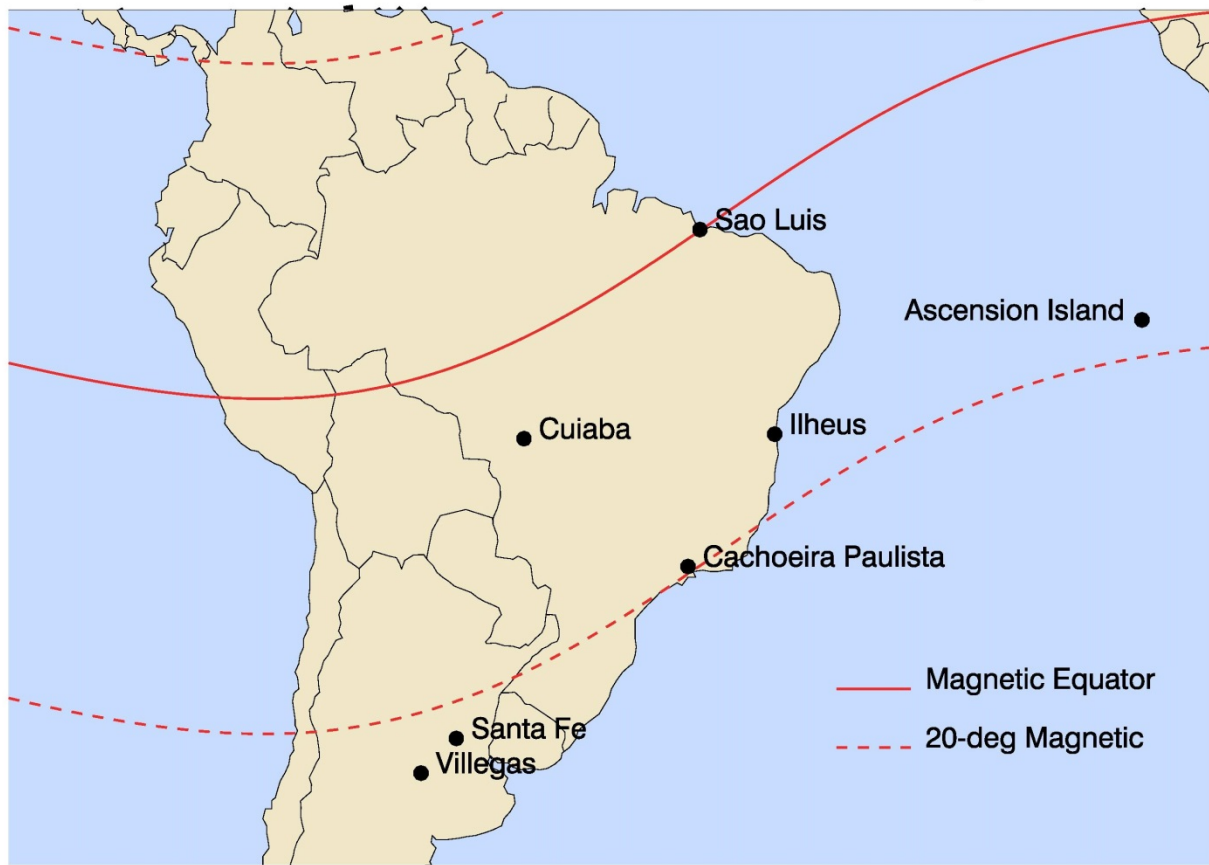 Sao Luis
Ascension Island
Cuiaba
Ilheus
Cachoeira Paulista
Magnetic Equator
Santa Fe
20-deg Magnetic
Villegas